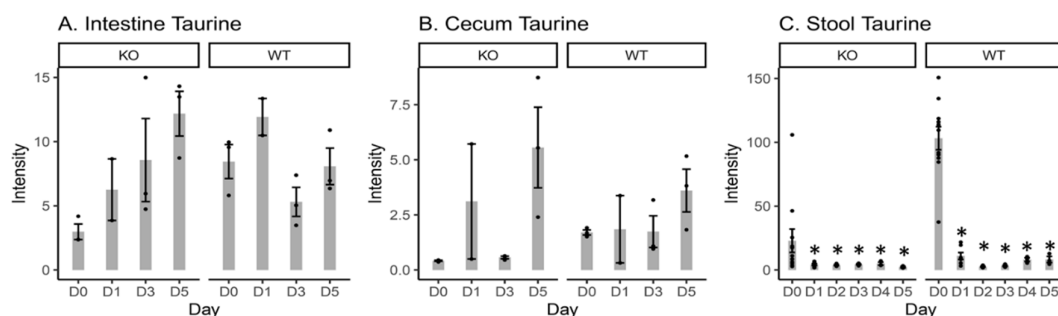 A. Intestine Taurine
KO WT
15
10
5
0
Intensity
D0 D1 D3 D5 D0 D1 D3 D5
Day
B. Cecum Taurine
KO WT
7.5
5.0
2.5
0.0
Intensity
D0 D1 D3 D5 D0 D1 D3 D5
Day
C. Stool Taurine
KO WT
150
100
50
0
Intensity
* * * * * * * * * *
D0 D1 D2 D3 D4 D5 D0 D1 D2 D3 D4 D5
Day